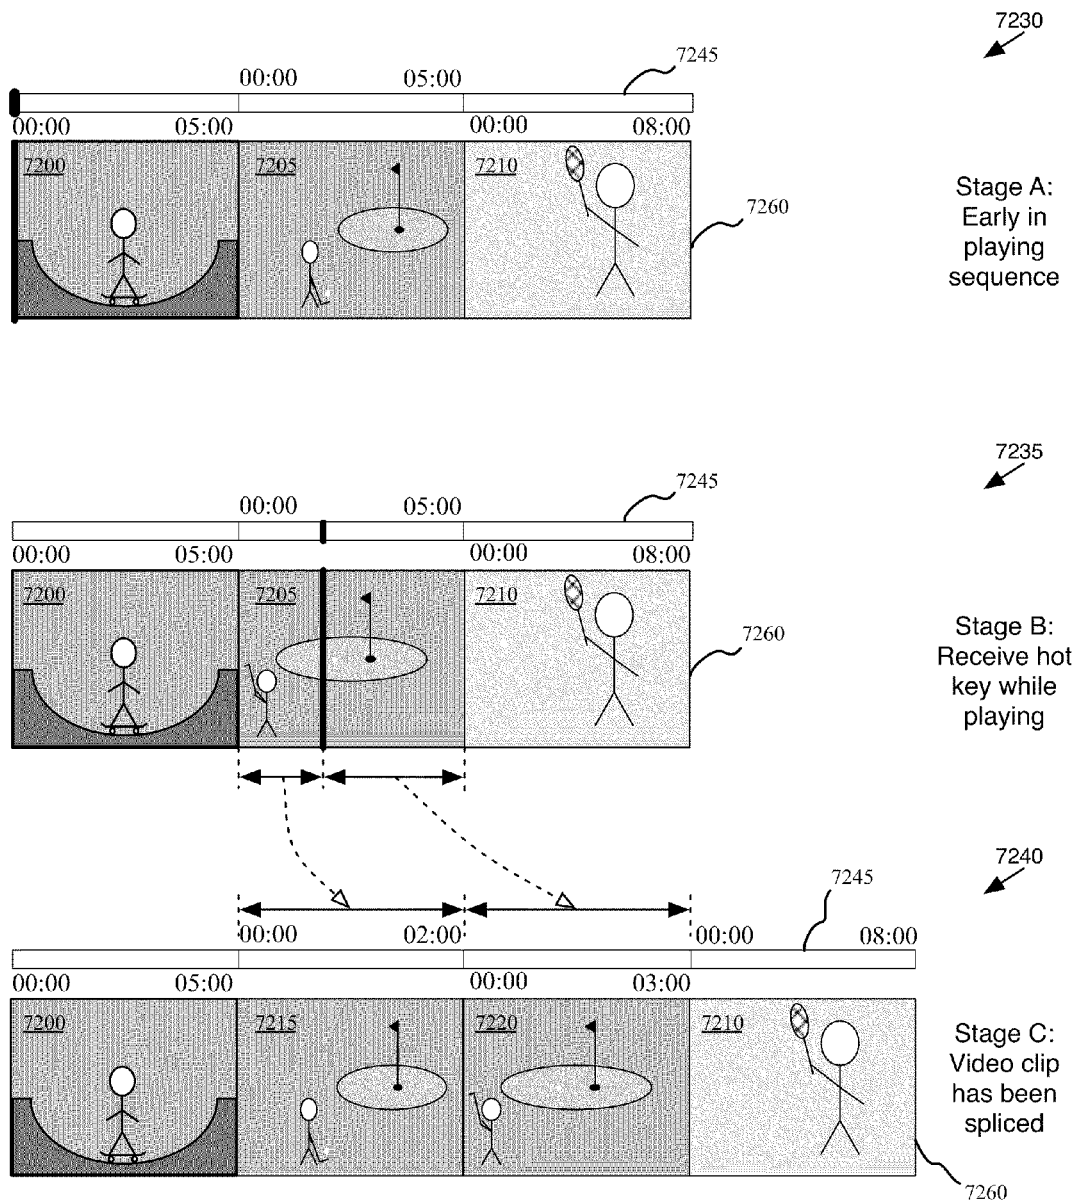 7230
7245
00:00 05:00
00:00 05:00 00:00 08:00
7200 7205 7210
7260
Stage A:
Early in
playing
sequence
7235
7245
00:00 05:00
00:00 05:00 00:00 08:00
7200 7205 7210
7260
Stage B:
Receive hot
key while
playing
7240
7245
00:00 02:00 00:00 08:00
00:00 05:00 00:00 03:00
7200 7215 7220 7210
Stage C:
Video clip
has been
spliced
7260